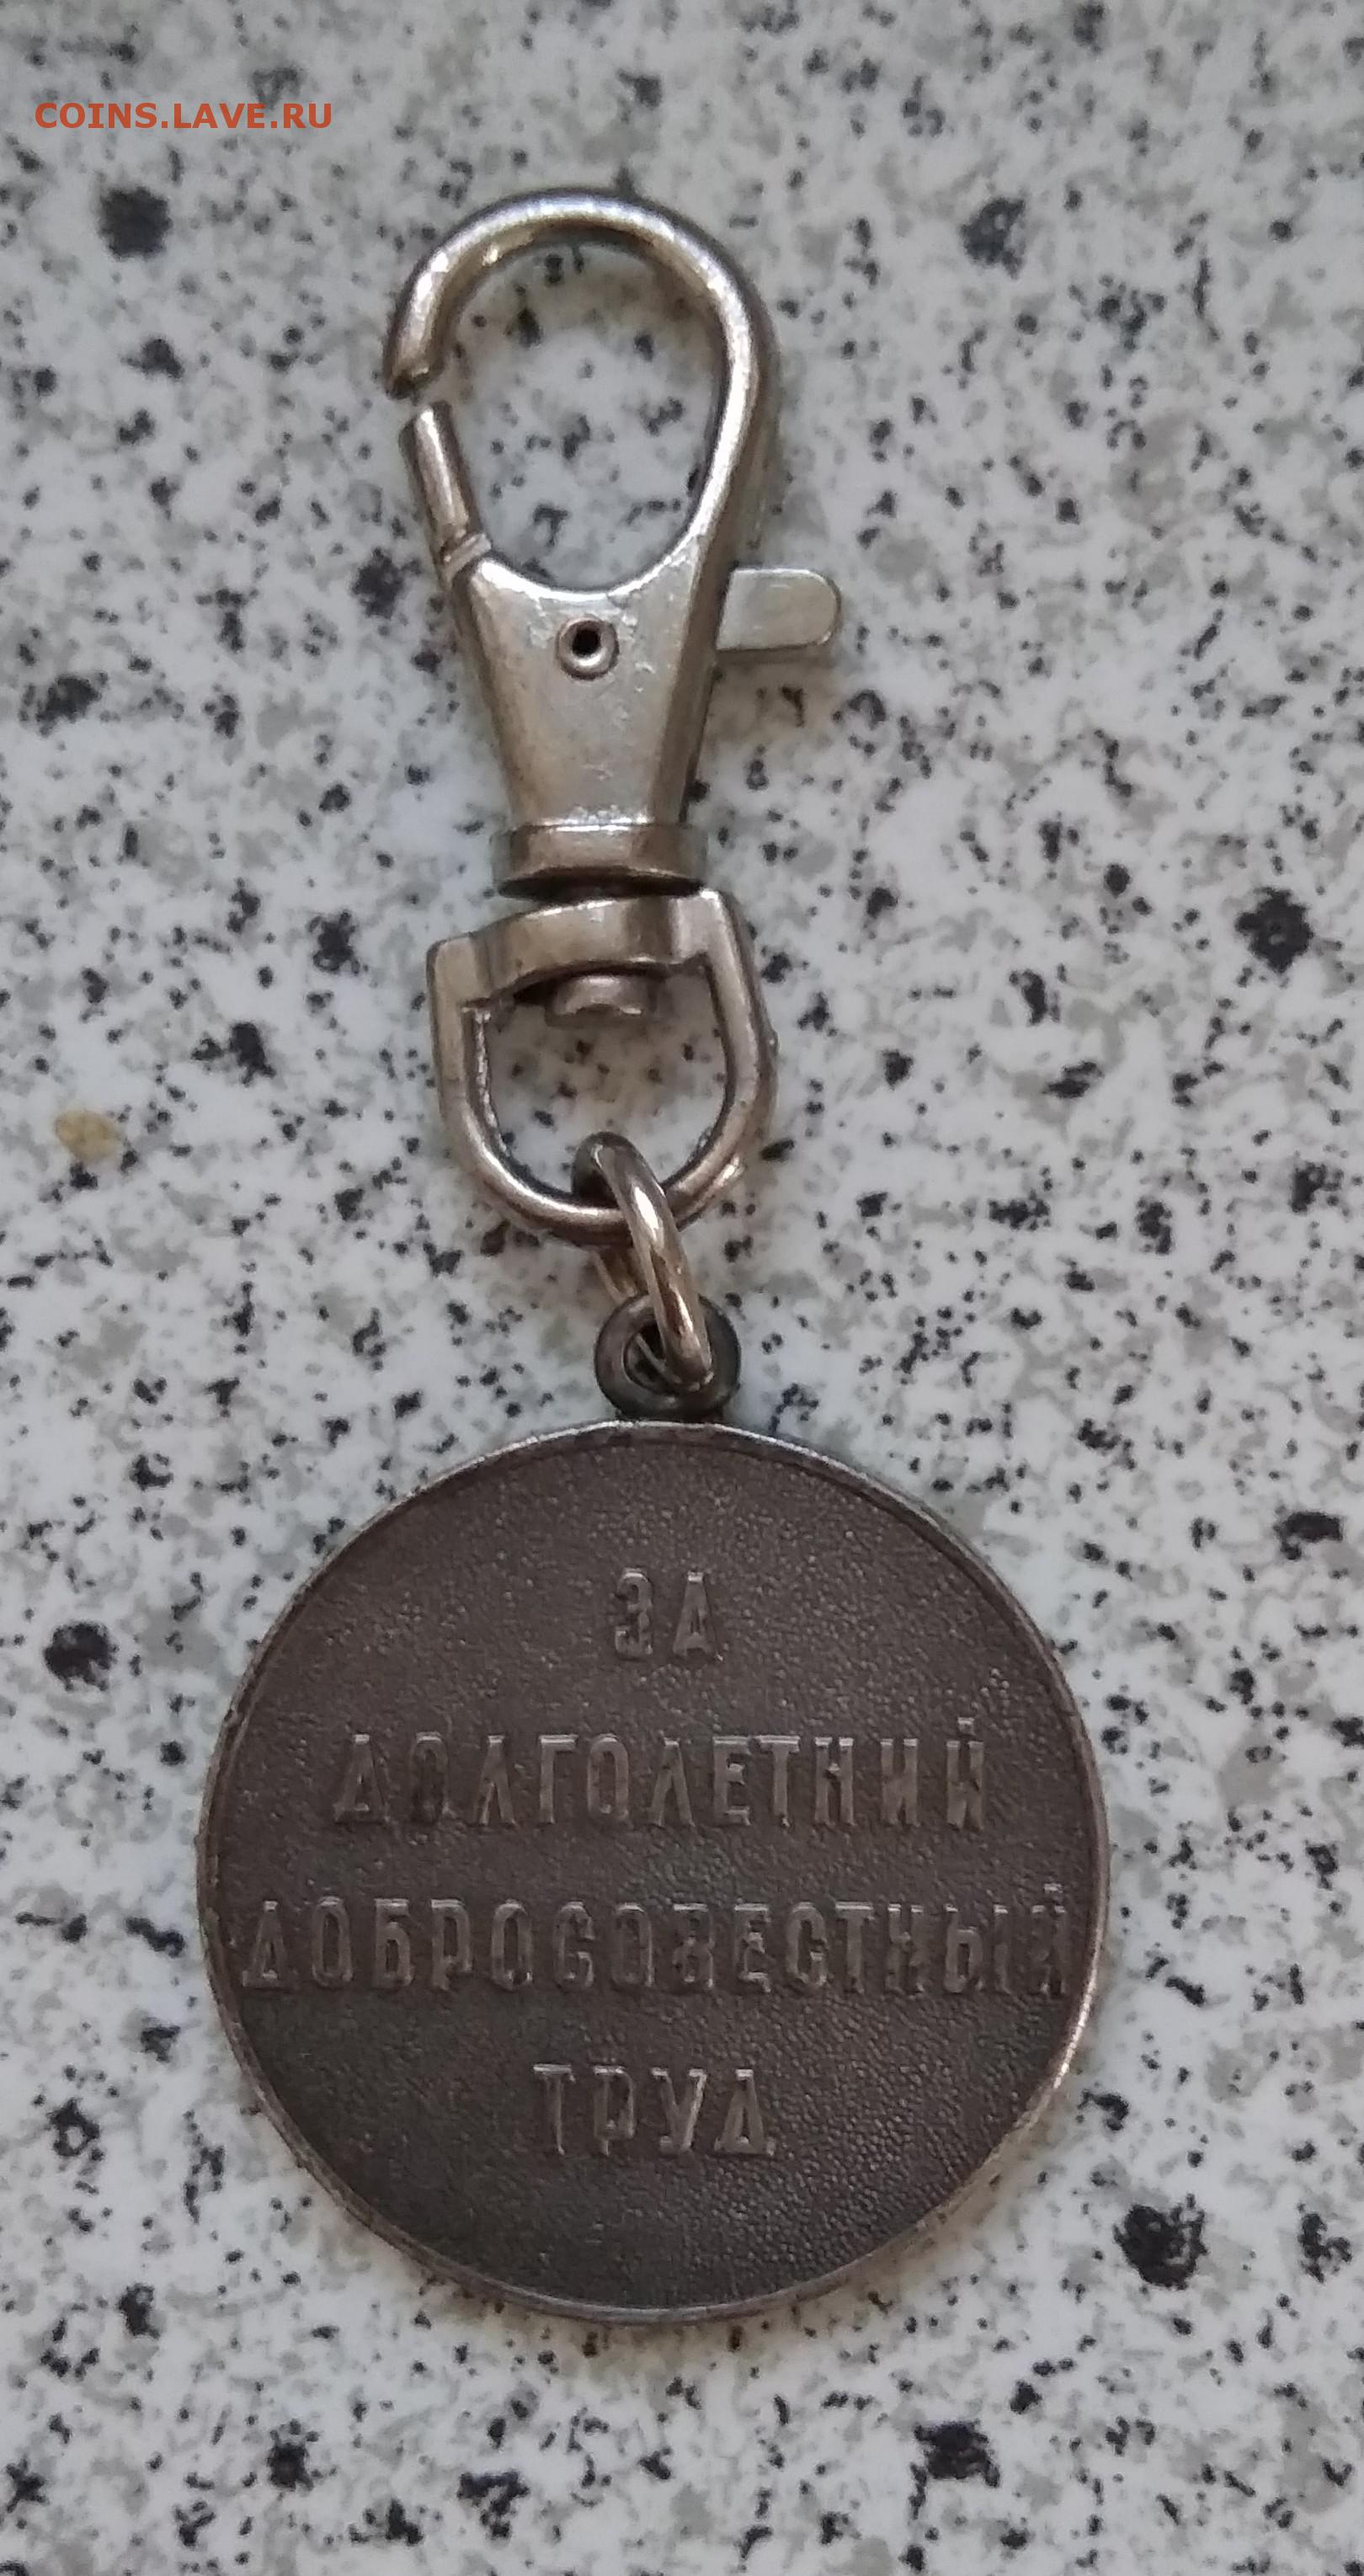 COINS.LAVE.RU
ЗА
ДОЛГОЛЕТНИЙ
ДОБРОСОВЕСТНЫЙ
ТРУД